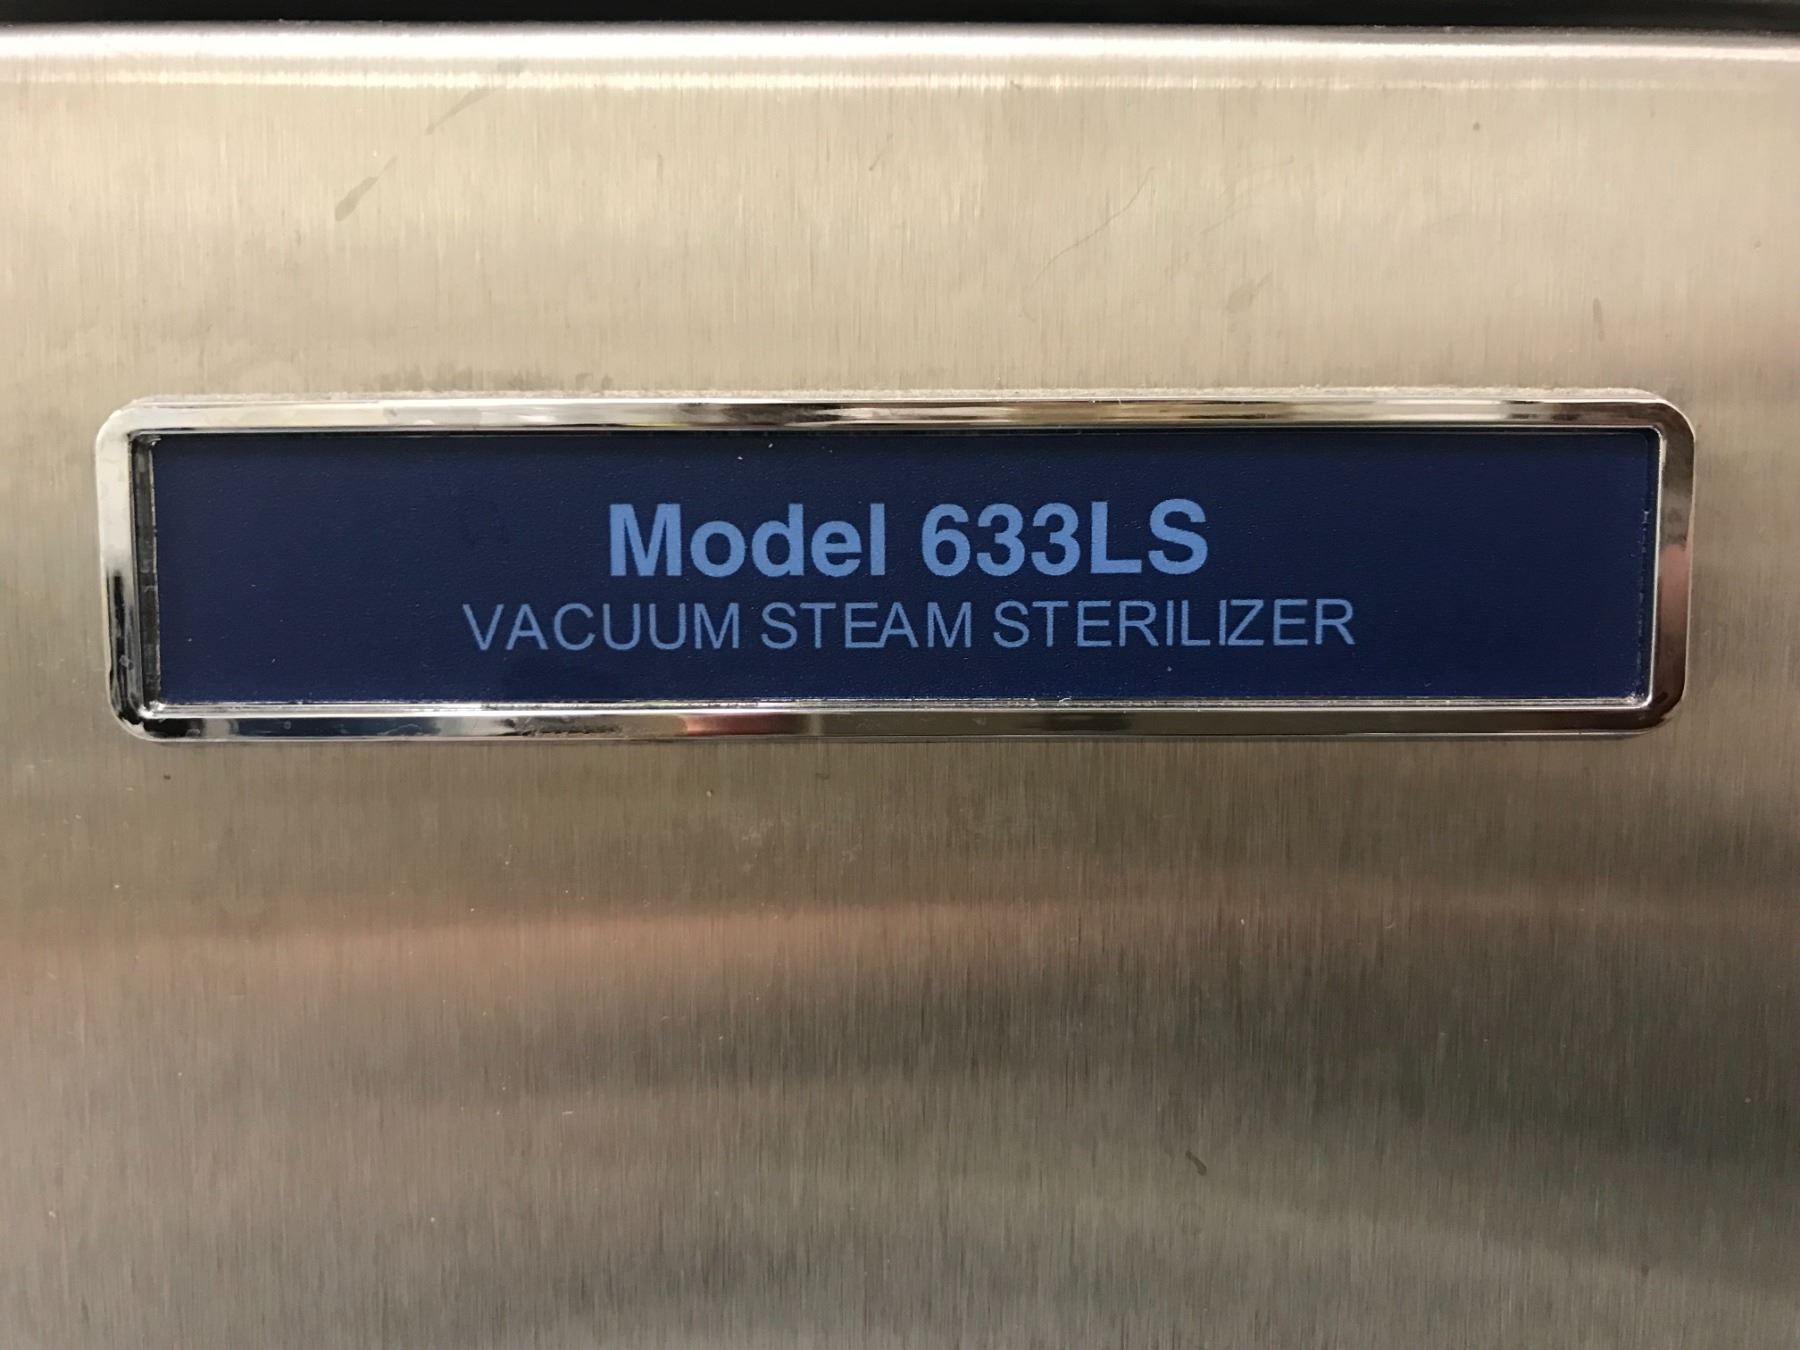 Model 633LS
VACUUM STEAM STERILIZER